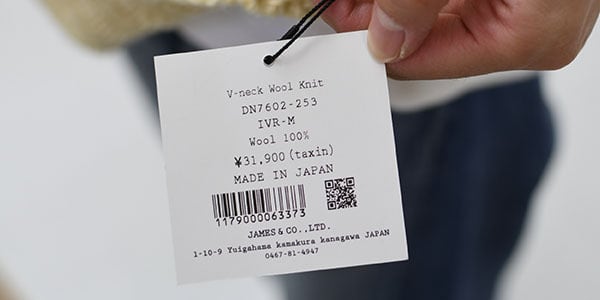 V-neck Wool Knit
DN7602-253
IVR-M
Wool 100%
¥31,900(taxin)
MADE IN JAPAN
1179000063373
JAMES & CO.,LTD.
1-10-9 Yuigahama kamakura kanagawa JAPAN
0467-81-4947